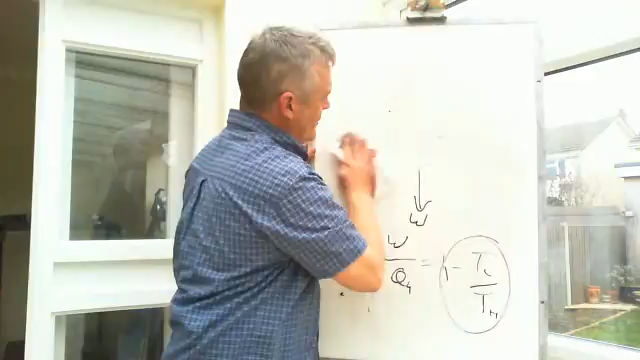 ↓
W
W/Q_H = 1 - T_C/T_H